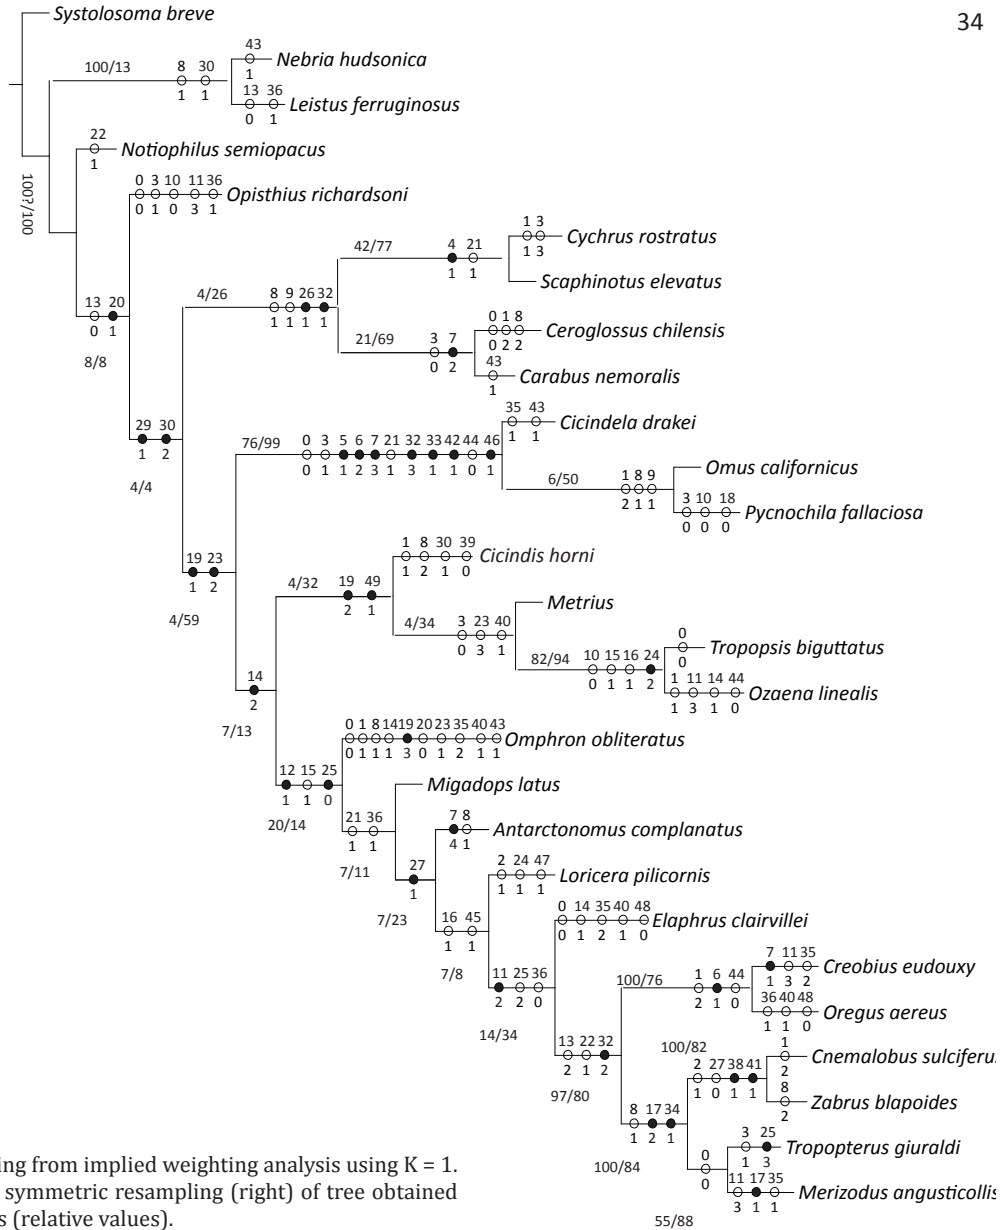 34
Systolosoma breve
43
100/13 8 30 Nebria hudsonica
1 1 1
13 36
Leistus ferruginosus
0 1
22
Notiophilus semiopacus
1
100?/100
0 3 10 11 36
Opisthius richardsoni
0 1 0 3 1
1 3
42/77 4 21 Cychrus rostratus
1 1 1 3
Scaphinotus elevatus
13 20 4/26 8 9 26 32
0 1 1 1 1 1
0 1 8
Ceroglossus chilensis
0 2 2
21/69 3 7
0 2
43
Carabus nemoralis
1
8/8
35 43
Cicindela drakei
1 1
29 30
1 2
76/99 0 3 5 6 7 21 32 33 42 44 46
0 1 1 2 3 1 3 1 1 0 1
4/4
6/50 1 8 9 Omus californicus
2 1 1
3 10 18
Pycnochila fallaciosa
0 0 0
19 23
1 2
1 8 30 39
Cicindis horni
1 2 1 0
4/32 19 49
2 1
4/59
Metrius
4/34 3 23 40
0 3 1
0
Tropopsis biguttatus
0
82/94 10 15 16 24
0 1 1 2
1 11 14 44
Ozaena linealis
1 3 1 0
14
2
7/13
0 1 8 14 19 20 23 35 40 43
Omphron obliteratus
0 1 1 1 3 0 1 2 1 1
12 15 25
1 1 0
20/14
Migadops latus
21 36
1 1
7/11
7 8
Antarctonomus complanatus
4 1
27
1
7/23
2 24 47
Loricera pilicornis
1 1 1
16 45
1 1
7/8
0 14 35 40 48
Elaphrus clairvillei
0 1 2 1 0
11 25 36
2 2 0
14/34
7 11 35
Creobius eudouxy
1 3 2
100/76 1 6 44
2 1 0
36 40 48
Oregus aereus
1 1 0
13 22 32
2 1 2
97/80
1
Cnemalobus sulciferus
2
100/82
2 27 38 41
1 0 1 1
8
Zabrus blapoides
2
8 17 34
1 2 1
100/84
3 25
Tropopterus giuraldi
1 3
0
0
11 17 35
Merizodus angusticollis
3 1 1
55/88
ing from implied weighting analysis using K = 1.
symmetric resampling (right) of tree obtained
s (relative values).